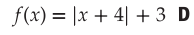 f(x) = |x + 4| + 3 D